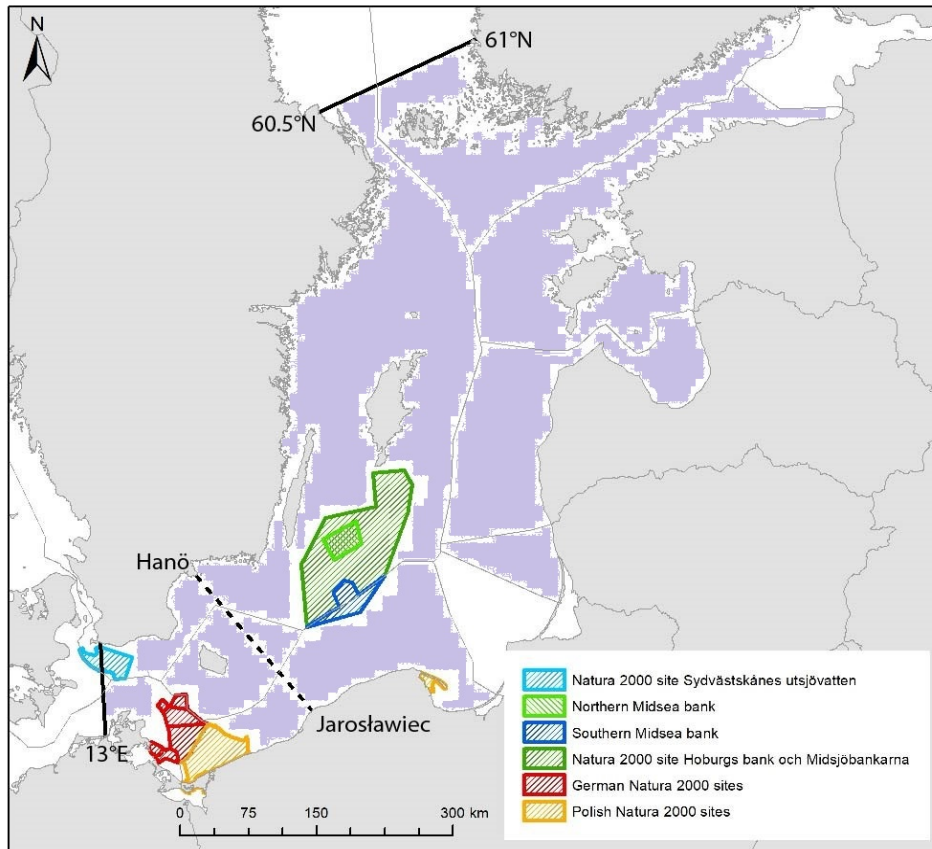 N
61°N
60.5°N
Hanö
Jarosławiec
13°E
0 75 150 300 km
Natura 2000 site Sydvästskånes utsjövatten
Northern Midsea bank
Southern Midsea bank
Natura 2000 site Hoburgs bank och Midsjöbankarna
German Natura 2000 sites
Polish Natura 2000 sites